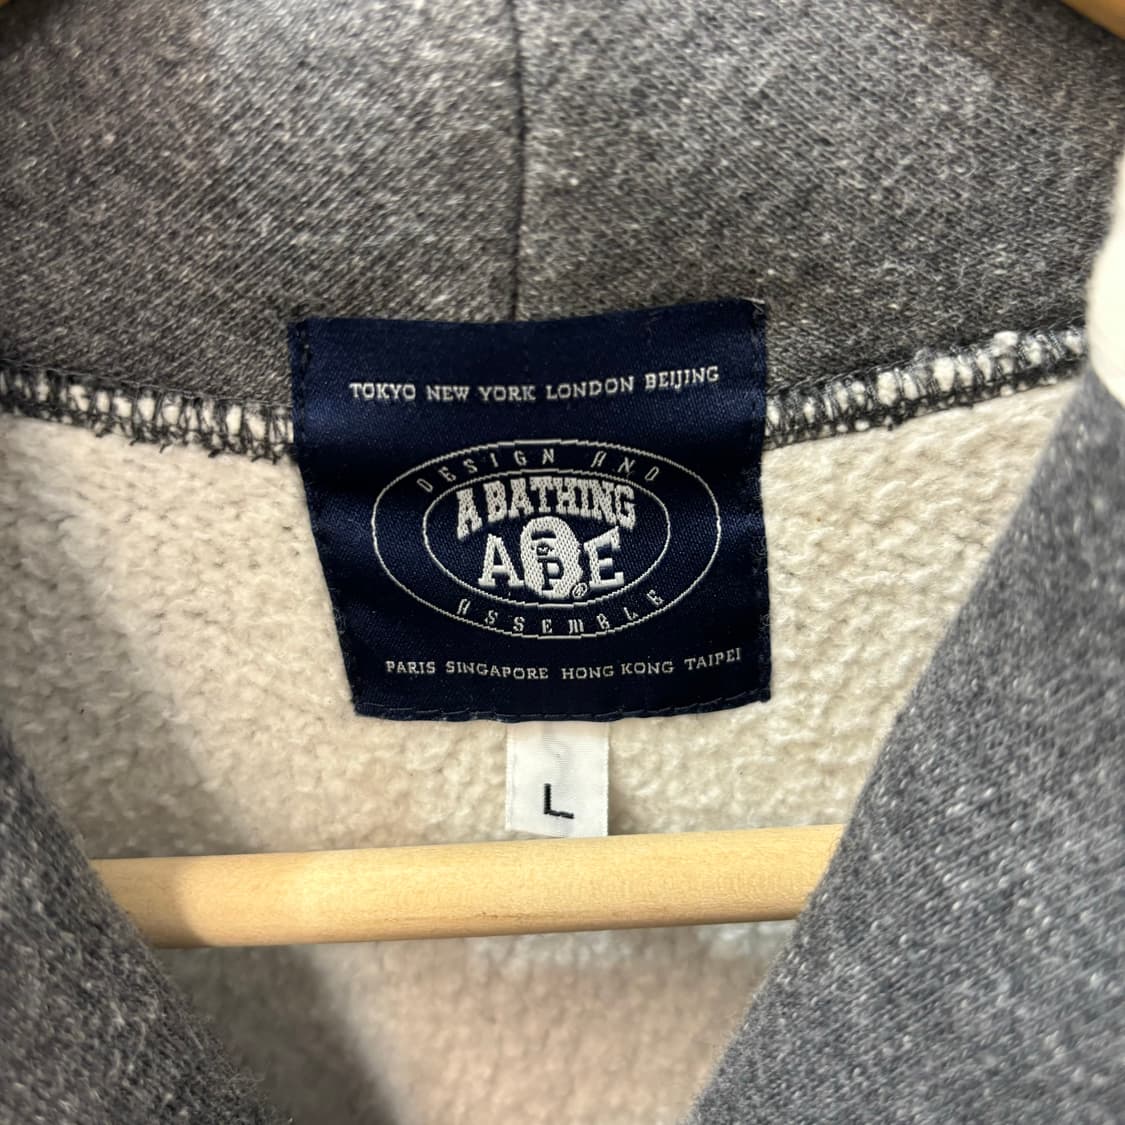 TOKYO NEW YORK LONDON BEIJING
DESIGN AND
A BATHING
APE®
ASSEMBLE
PARIS SINGAPORE HONG KONG TAIPEI
L